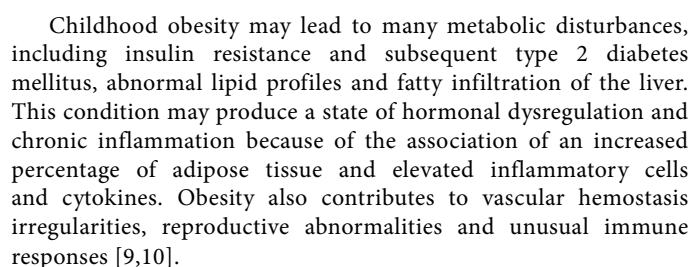 Childhood obesity may lead to many metabolic disturbances,
including insulin resistance and subsequent type 2 diabetes
mellitus, abnormal lipid profiles and fatty infiltration of the liver.
This condition may produce a state of hormonal dysregulation and
chronic inflammation because of the association of an increased
percentage of adipose tissue and elevated inflammatory cells
and cytokines. Obesity also contributes to vascular hemostasis
irregularities, reproductive abnormalities and unusual immune
responses [9,10].